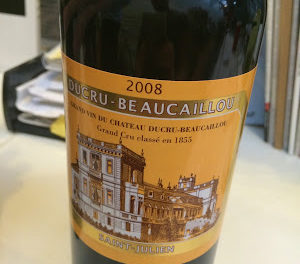 2008
DUCRU-BEAUCAILLOU
GRAND VIN DU CHATEAU DUCRU-BEAUCAILLOU
Grand Cru classé en 1855
SAINT-JULIEN